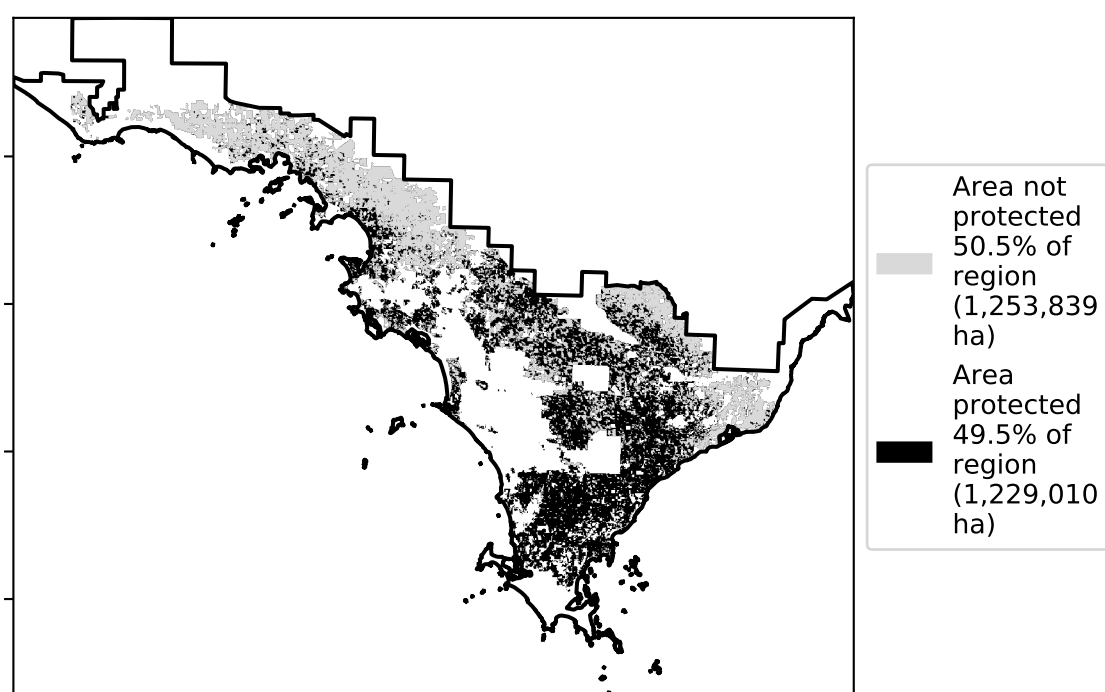 Area not
protected
50.5% of
region
(1,253,839
ha)
Area
protected
49.5% of
region
(1,229,010
ha)